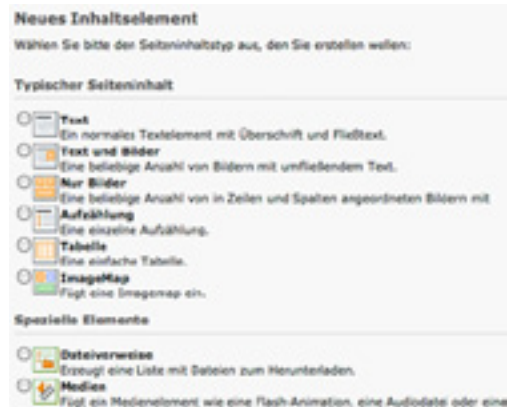 Neues Inhaltselement
Wählen Sie bitte den Seiteninhaltstyp aus, den Sie erstellen wollen:
Typischer Seiteninhalt
Text
Ein normales Textelement mit Überschrift und Fließtext.
Text und Bilder
Eine beliebige Anzahl von Bildern mit umfließendem Text.
Nur Bilder
Eine beliebige Anzahl von in Zeilen und Spalten angeordneten Bildern mit
Aufzählung
Eine einzelne Aufzählung.
Tabelle
Eine einfache Tabelle.
ImageMap
Fügt eine Imagemap ein.
Spezielle Elemente
Dateiverweise
Erzeugt eine Liste mit Dateien zum Herunterladen.
Medien
Fügt ein Medienelement wie eine Flash-Animation, eine Audiodatei oder eine